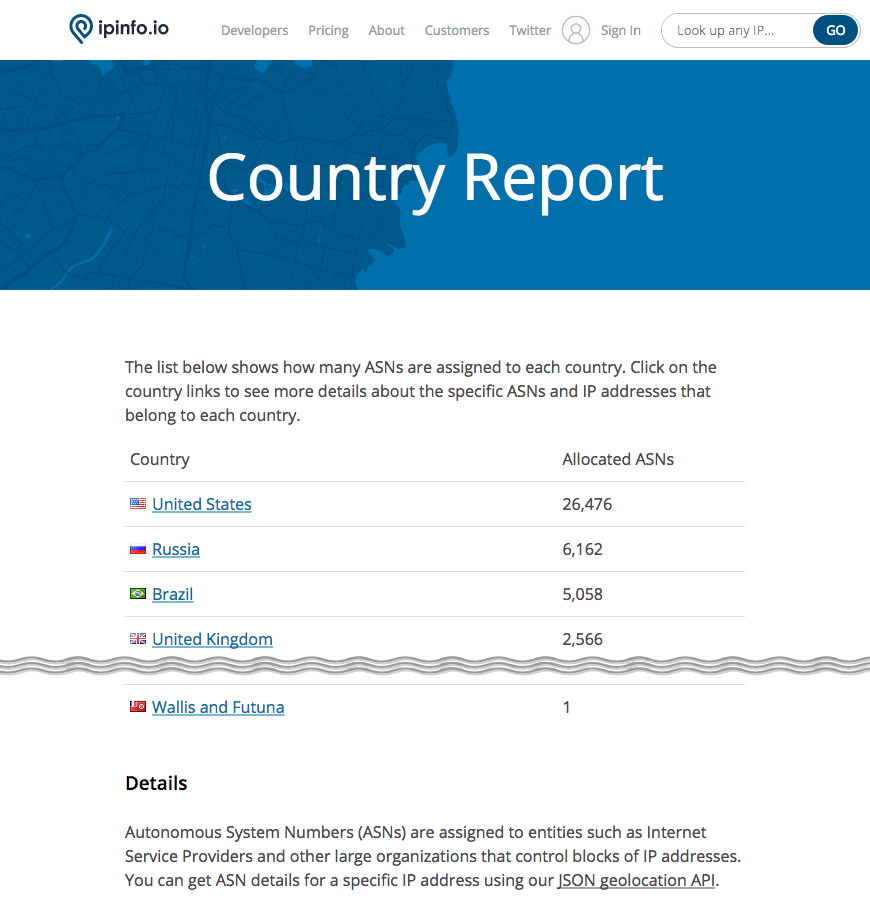 ipinfo.io Developers Pricing About Customers Twitter Sign In Look up any IP... GO
Country Report
The list below shows how many ASNs are assigned to each country. Click on the
country links to see more details about the specific ASNs and IP addresses that
belong to each country.
Country Allocated ASNs
United States 26,476
Russia 6,162
Brazil 5,058
United Kingdom 2,566
Wallis and Futuna 1
Details
Autonomous System Numbers (ASNs) are assigned to entities such as Internet
Service Providers and other large organizations that control blocks of IP addresses.
You can get ASN details for a specific IP address using our JSON geolocation API.